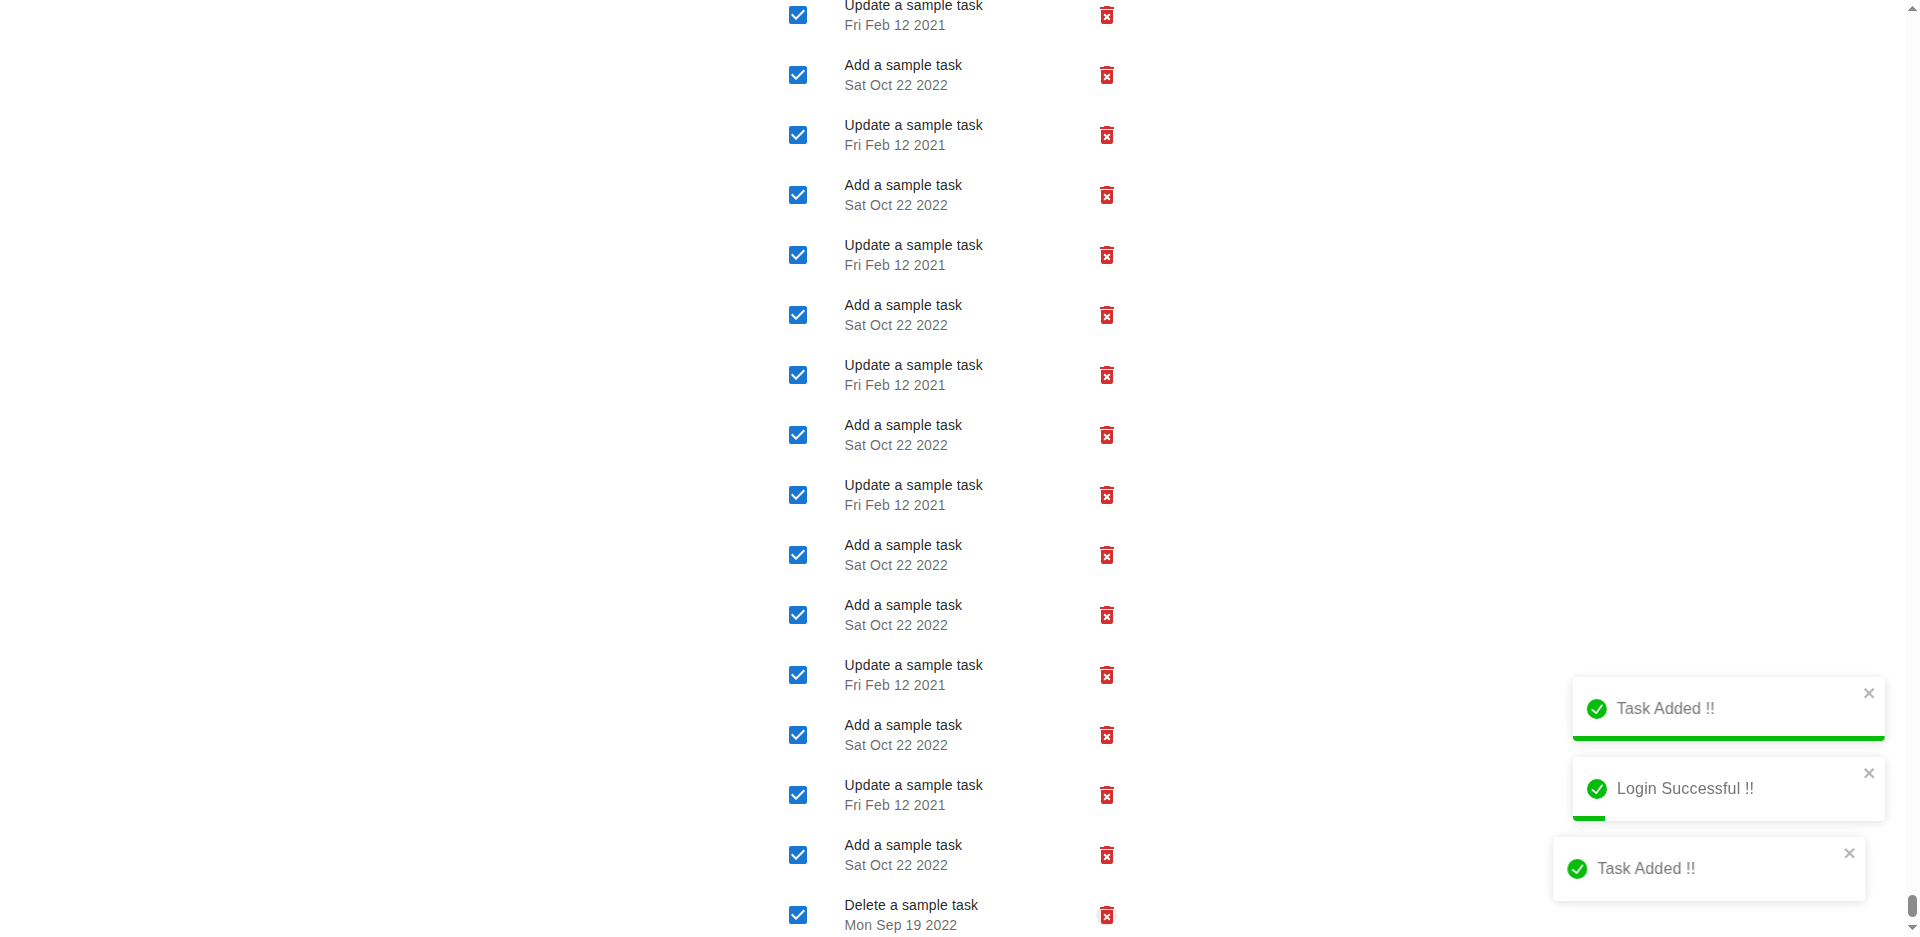 Update a sample task
Fri Feb 12 2021
Add a sample task
Sat Oct 22 2022
Update a sample task
Fri Feb 12 2021
Add a sample task
Sat Oct 22 2022
Update a sample task
Fri Feb 12 2021
Add a sample task
Sat Oct 22 2022
Update a sample task
Fri Feb 12 2021
Add a sample task
Sat Oct 22 2022
Update a sample task
Fri Feb 12 2021
Add a sample task
Sat Oct 22 2022
Add a sample task
Sat Oct 22 2022
Update a sample task
Fri Feb 12 2021
Add a sample task
Sat Oct 22 2022
Update a sample task
Fri Feb 12 2021
Add a sample task
Sat Oct 22 2022
Delete a sample task
Mon Sep 19 2022
Task Added !!
Login Successful !!
Task Added !!